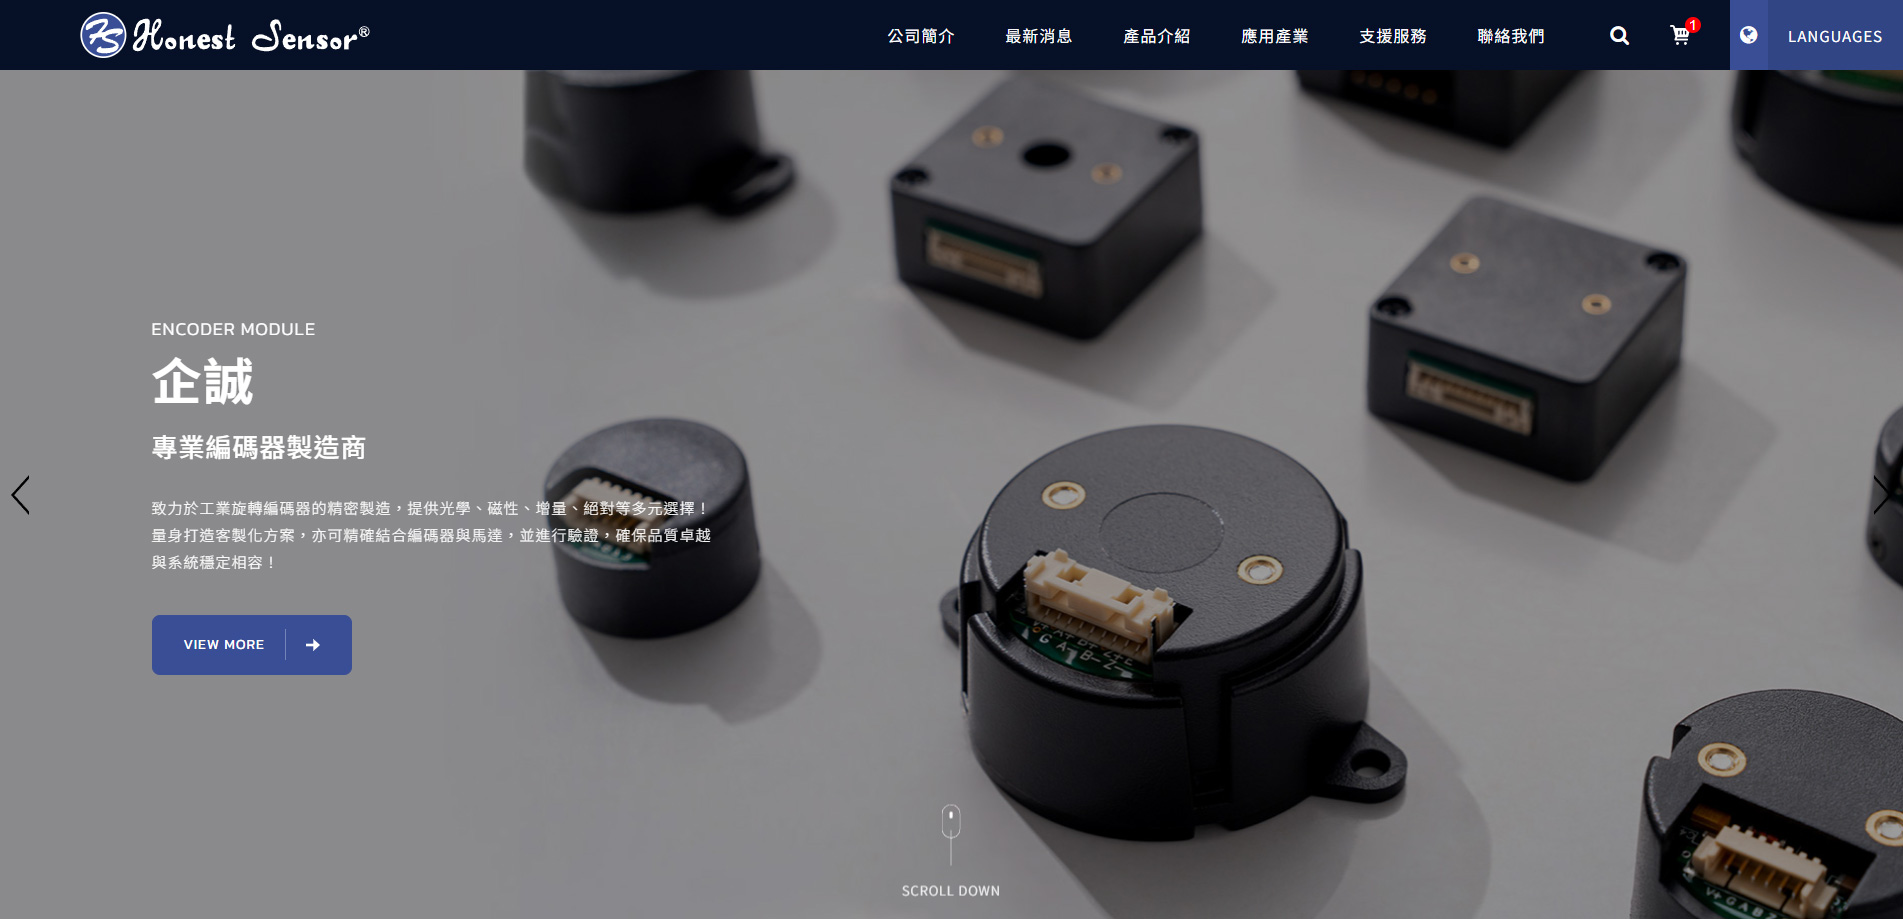 Honest Sensor®
公司簡介
最新消息
產品介紹
應用產業
支援服務
聯絡我們
1
LANGUAGES
ENCODER MODULE
企誠
專業編碼器製造商
致力於工業旋轉編碼器的精密製造，提供光學、磁性、增量、絕對等多元選擇！
量身打造客製化方案，亦可精確結合編碼器與馬達，並進行驗證，確保品質卓越
與系統穩定相容！
VIEW MORE
G A- B- Z-
SCROLL DOWN